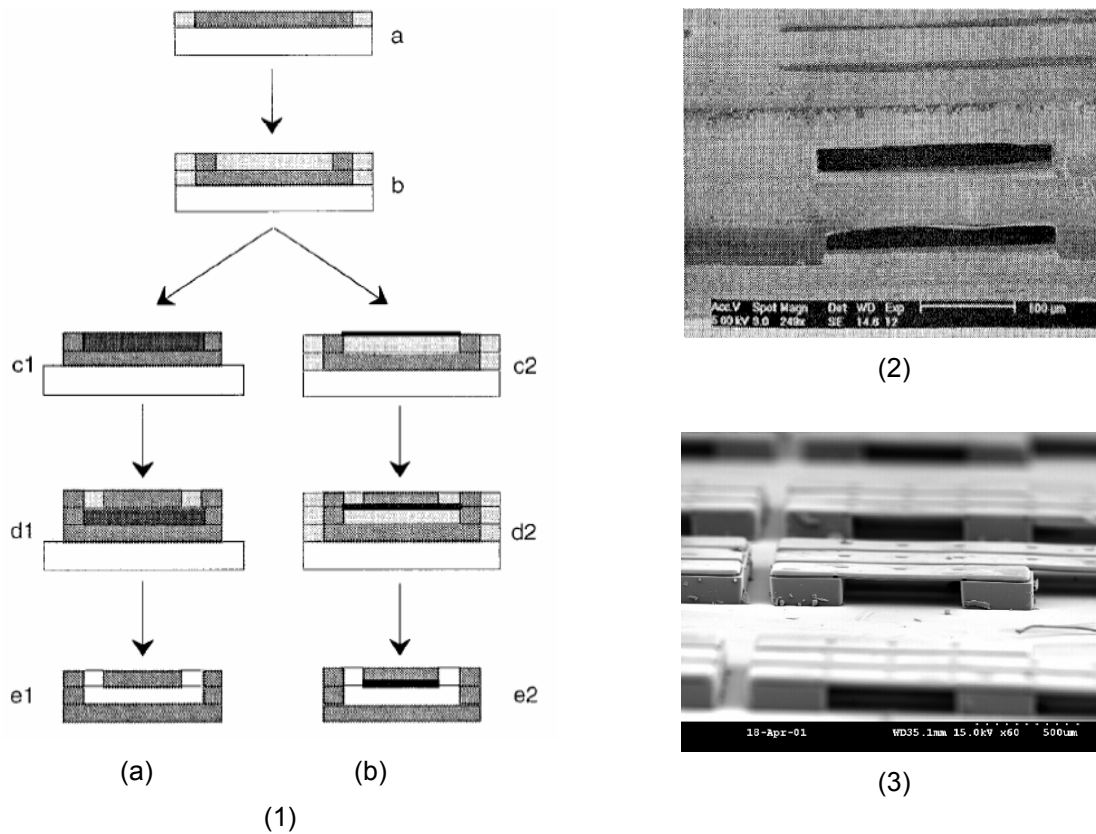 a
b
c1
c2
d1
d2
e1
e2
(a)
(b)
(1)
Acc.V Spot Magn Det WD Exp
5.00 kV 3.0 249x SE 14.6 12 100 µm
(2)
18-Apr-01 WD35.1mm 15.0kV x60 500um
(3)